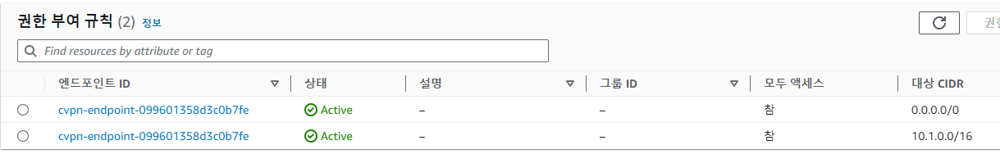 권한 부여 규칙 (2) 정보
Find resources by attribute or tag
엔드포인트 ID 상태 설명 그룹 ID 모두 액세스 대상 CIDR
cvpn-endpoint-099601358d3c0b7fe Active – – 참 0.0.0.0/0
cvpn-endpoint-099601358d3c0b7fe Active – – 참 10.1.0.0/16